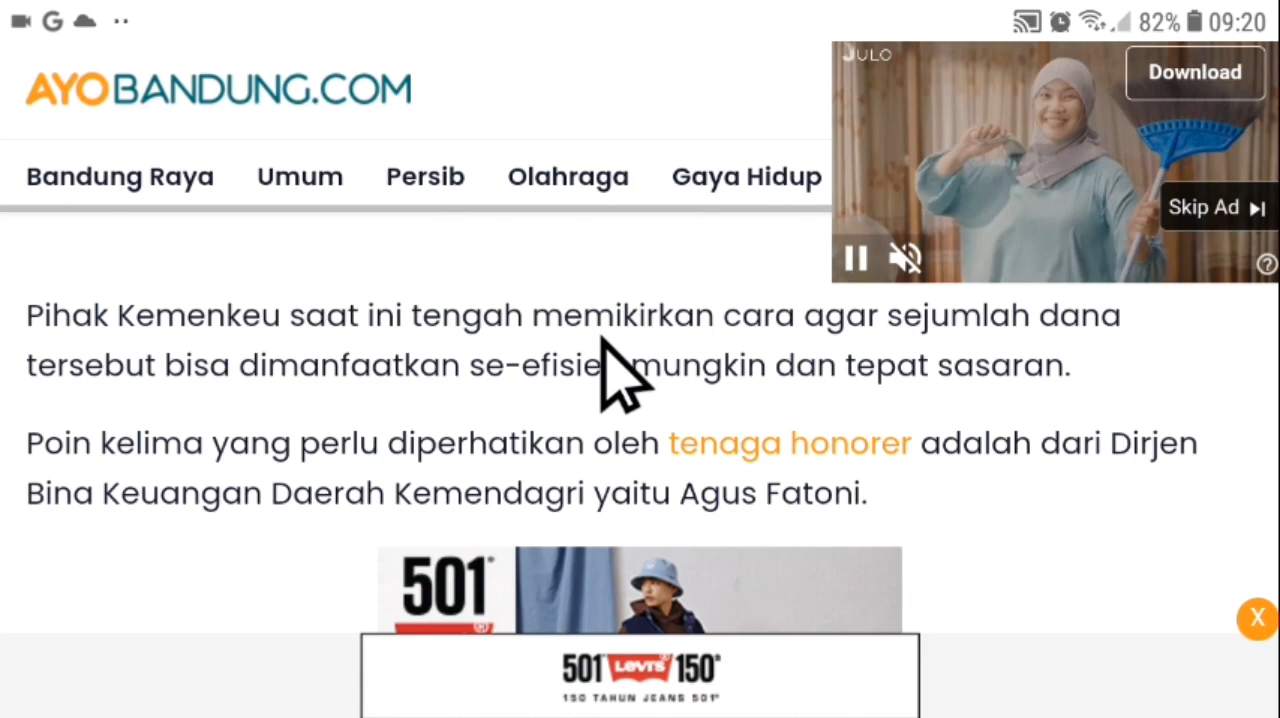 82% 09:20
AYOBANDUNG.COM
JULO
Download
Bandung Raya Umum Persib Olahraga Gaya Hidup
Skip Ad
Pihak Kemenkeu saat ini tengah memikirkan cara agar sejumlah dana
tersebut bisa dimanfaatkan se-efisie mungkin dan tepat sasaran.
Poin kelima yang perlu diperhatikan oleh tenaga honorer adalah dari Dirjen
Bina Keuangan Daerah Kemendagri yaitu Agus Fatoni.
501®
X
501® Levi's® 150®
150 TAHUN JEANS 501®